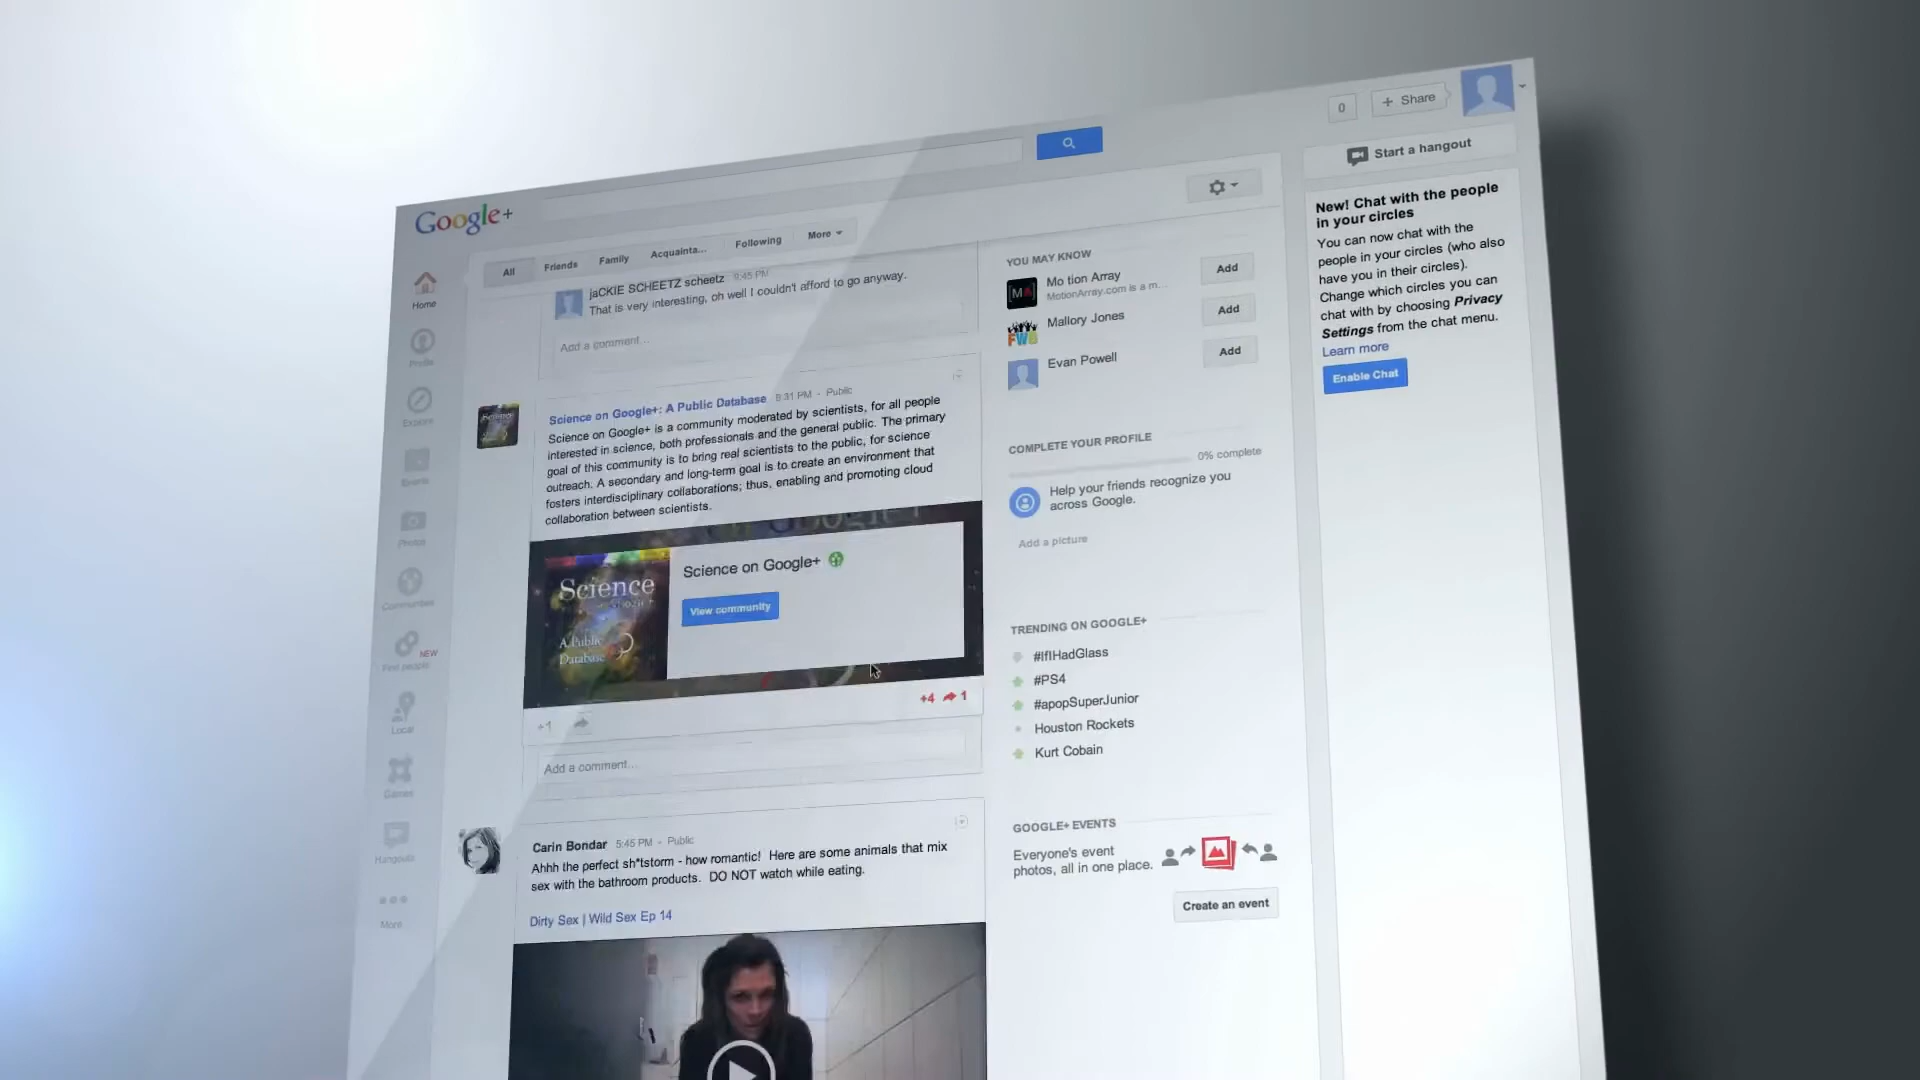 0
+ Share
Google+
Start a hangout
All
Friends
Family
Acquainta...
Following
More
Home
Profile
Explore
Events
Photos
Communities
Find people
NEW
Local
Games
Hangouts
More
jaCKIE SCHEETZ scheetz 9:45 PM
That is very interesting, oh well I couldn't afford to go anyway.
Add a comment...
Science on Google+: A Public Database 8:31 PM - Public
Science on Google+ is a community moderated by scientists, for all people
interested in science, both professionals and the general public. The primary
goal of this community is to bring real scientists to the public, for science
outreach. A secondary and long-term goal is to create an environment that
fosters interdisciplinary collaborations; thus, enabling and promoting cloud
collaboration between scientists.
Science
A Public
Database
Science on Google+
View community
+4
1
+1
Add a comment...
Carin Bondar 5:45 PM - Public
Ahhh the perfect sh*tstorm - how romantic! Here are some animals that mix
sex with the bathroom products. DO NOT watch while eating.
Dirty Sex | Wild Sex Ep 14
YOU MAY KNOW
Mo tion Array
MotionArray.com is a m...
Add
Mallory Jones
Add
FWB
Evan Powell
Add
COMPLETE YOUR PROFILE
0% complete
Help your friends recognize you
across Google.
Add a picture
TRENDING ON GOOGLE+
#IfIHadGlass
#PS4
#apopSuperJunior
Houston Rockets
Kurt Cobain
GOOGLE+ EVENTS
Everyone's event
photos, all in one place.
Create an event
New! Chat with the people
in your circles
You can now chat with the
people in your circles (who also
have you in their circles).
Change which circles you can
chat with by choosing Privacy
Settings from the chat menu.
Learn more
Enable Chat